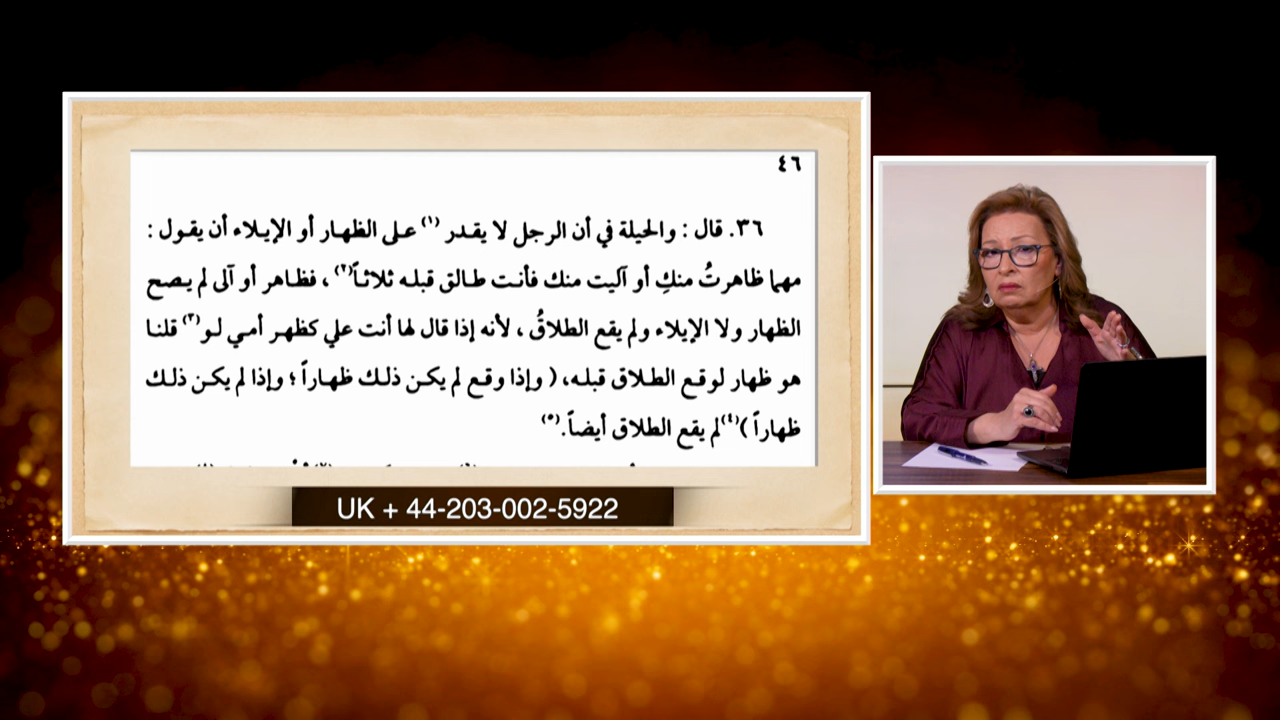 ٤٦
٣٦. قال : والحيلة في أن الرجل لا يقدر (١) على الظهار أو الإيلاء أن يقول :
مهما ظاهرتُ منكِ أو آليت منك فأنت طالق قبله ثلاثاً(٢) ، فظاهر أو آلى لم يصح
الظهار ولا الإيلاء ولم يقع الطلاقُ ، لأنه إذا قال لها أنت علي كظهر أمي لو(٣) قلنا
هو ظهار لوقع الطلاق قبله، ( وإذا وقع لم يكن ذلك ظهاراً ؛ وإذا لم يكن ذلك
ظهاراً )(٤) لم يقع الطلاق أيضاً.(٥)
UK + 44-203-002-5922